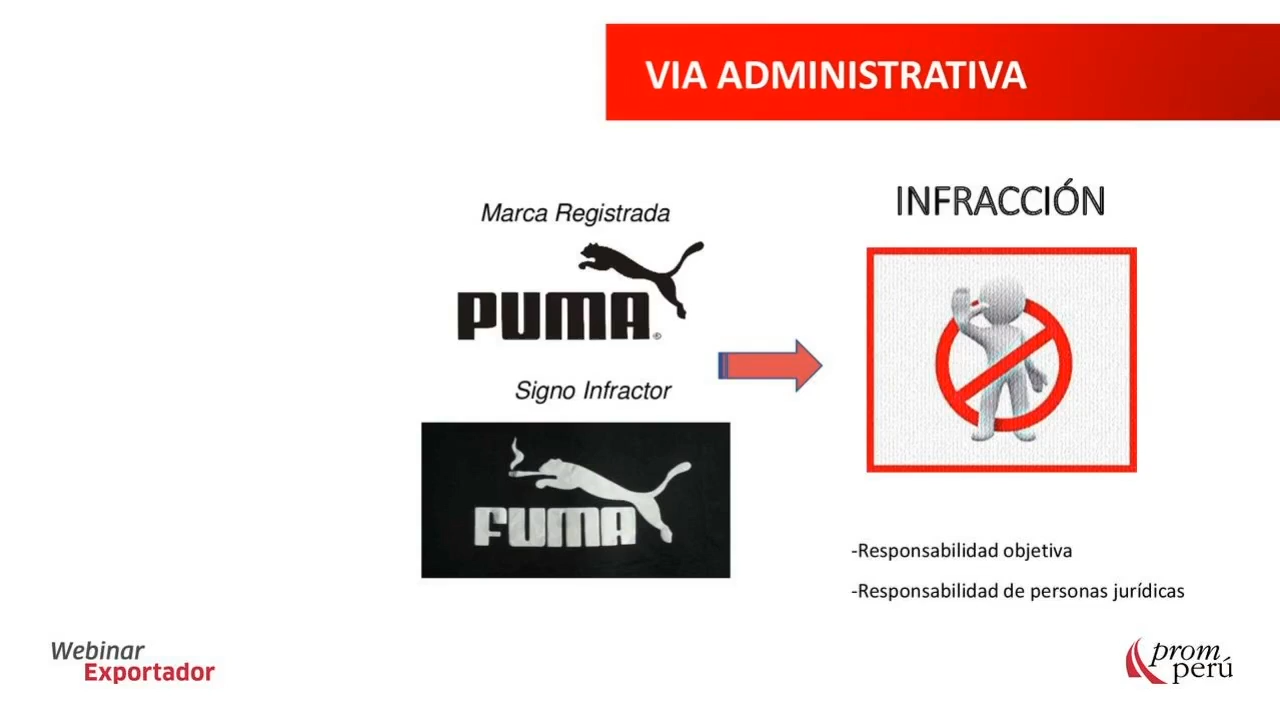 VIA ADMINISTRATIVA
Marca Registrada
PUMA
Signo Infractor
FUMA
INFRACCIÓN
-Responsabilidad objetiva
-Responsabilidad de personas jurídicas
Webinar
Exportador
prom
perú